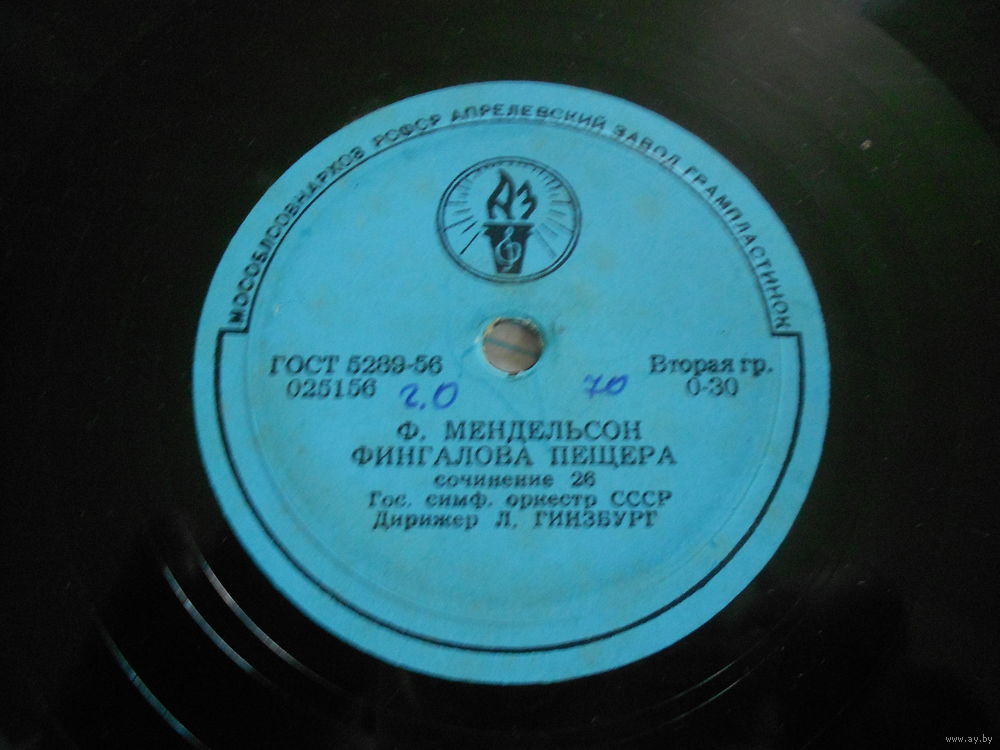 МОСОБЛСОВНАРХОЗ РСФСР АПРЕЛЕВСКИЙ ЗАВОД ГРАМПЛАСТИНОК
АЗ
ГОСТ 5289-56 Вторая гр.
025156 2.0 70 0-30
Ф. МЕНДЕЛЬСОН
ФИНГАЛОВА ПЕЩЕРА
сочинение 26
Гос. симф. оркестр СССР
Дирижер Л. ГИНЗБУРГ
www.ay.by